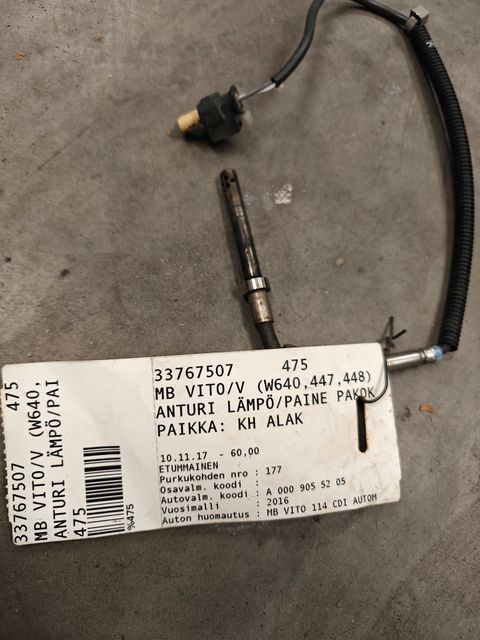 33767507 475
MB VITO/V (W640,447,448)
ANTURI LÄMPÖ/PAINE PAKOK
PAIKKA: KH ALAK
10.11.17 - 60,00
ETUMMAINEN
Purkukohden nro : 177
Osavalm. koodi :
Autovalm. koodi : A 000 905 52 05
Vuosimalli : 2016
Auton huomautus : MB VITO 114 CDI AUTOM
33767507 475
MB VITO/V (W640,
ANTURI LÄMPÖ/PAI
475
%475